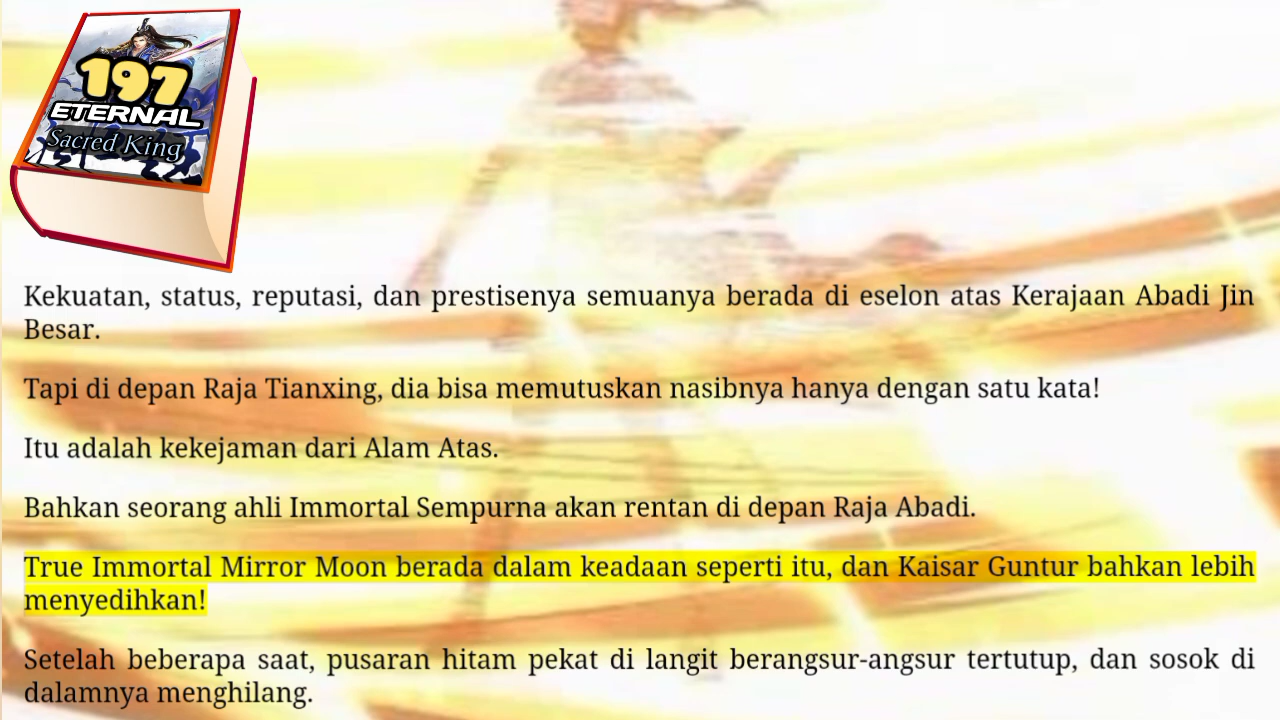 197
ETERNAL
Sacred King
Kekuatan, status, reputasi, dan prestisenya semuanya berada di eselon atas Kerajaan Abadi Jin
Besar.
Tapi di depan Raja Tianxing, dia bisa memutuskan nasibnya hanya dengan satu kata!
Itu adalah kekejaman dari Alam Atas.
Bahkan seorang ahli Immortal Sempurna akan rentan di depan Raja Abadi.
True Immortal Mirror Moon berada dalam keadaan seperti itu, dan Kaisar Guntur bahkan lebih
menyedihkan!
Setelah beberapa saat, pusaran hitam pekat di langit berangsur-angsur tertutup, dan sosok di
dalamnya menghilang.